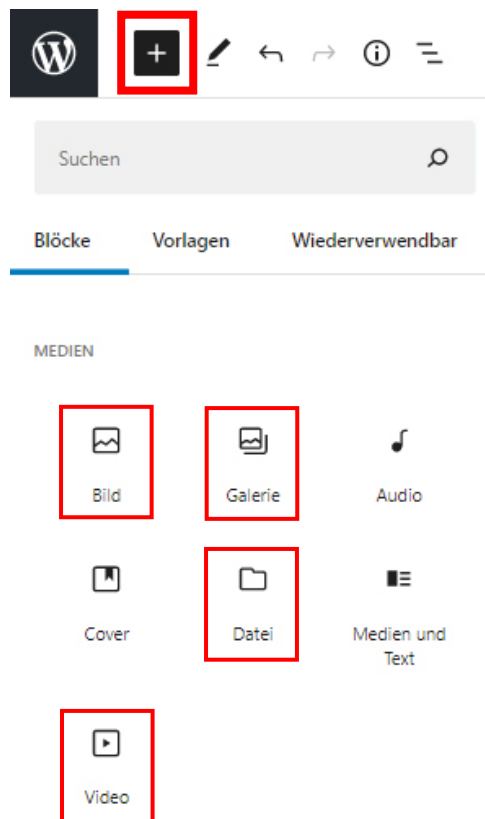 Suchen
Blöcke Vorlagen Wiederverwendbar
MEDIEN
Bild Galerie Audio
Cover Datei Medien und
Text
Video